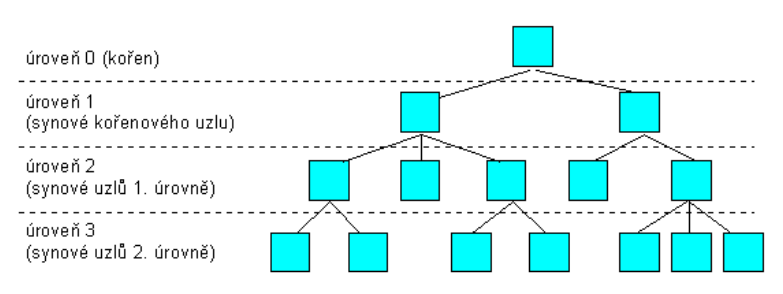 úroveň 0 (kořen)
úroveň 1
(synové kořenového uzlu)
úroveň 2
(synové uzlů 1. úrovně)
úroveň 3
(synové uzlů 2. úrovně)